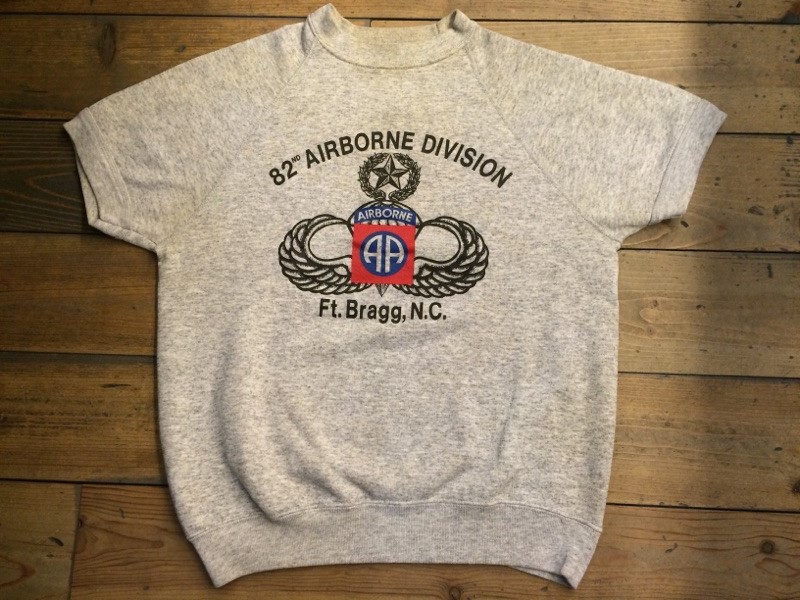 82ND AIRBORNE DIVISION
AIRBORNE
AA
Ft. Bragg, N.C.